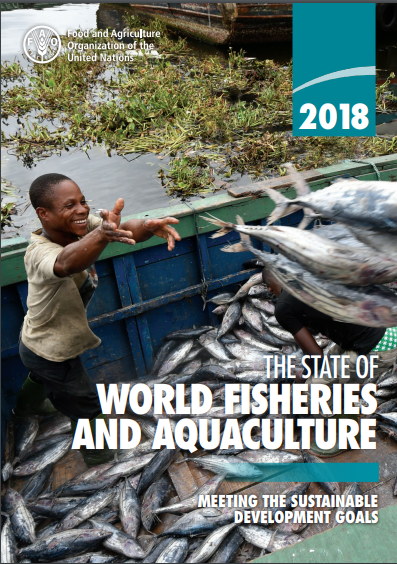 Food and Agriculture
Organization of the
United Nations
FAO
2018
THE STATE OF
WORLD FISHERIES
AND AQUACULTURE
MEETING THE SUSTAINABLE
DEVELOPMENT GOALS